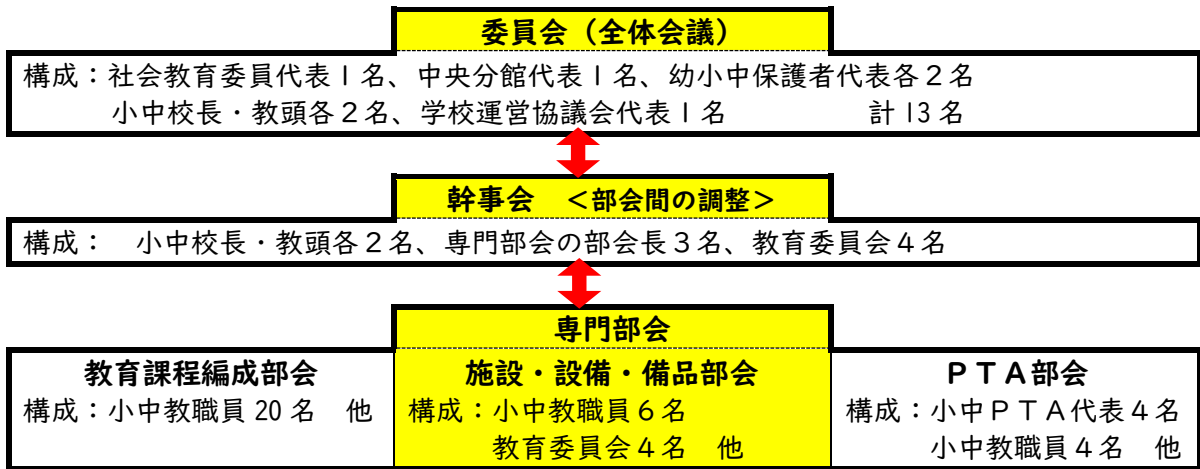 委員会（全体会議）
構成：社会教育委員代表１名、中央分館代表１名、幼小中保護者代表各２名
小中校長・教頭各２名、学校運営協議会代表１名　計13名
幹事会　＜部会間の調整＞
構成：　小中校長・教頭各２名、専門部会の部会長３名、教育委員会４名
専門部会
教育課程編成部会
構成：小中教職員20名　他
施設・設備・備品部会
構成：小中教職員６名
教育委員会４名　他
ＰＴＡ部会
構成：小中ＰＴＡ代表４名
小中教職員４名　他